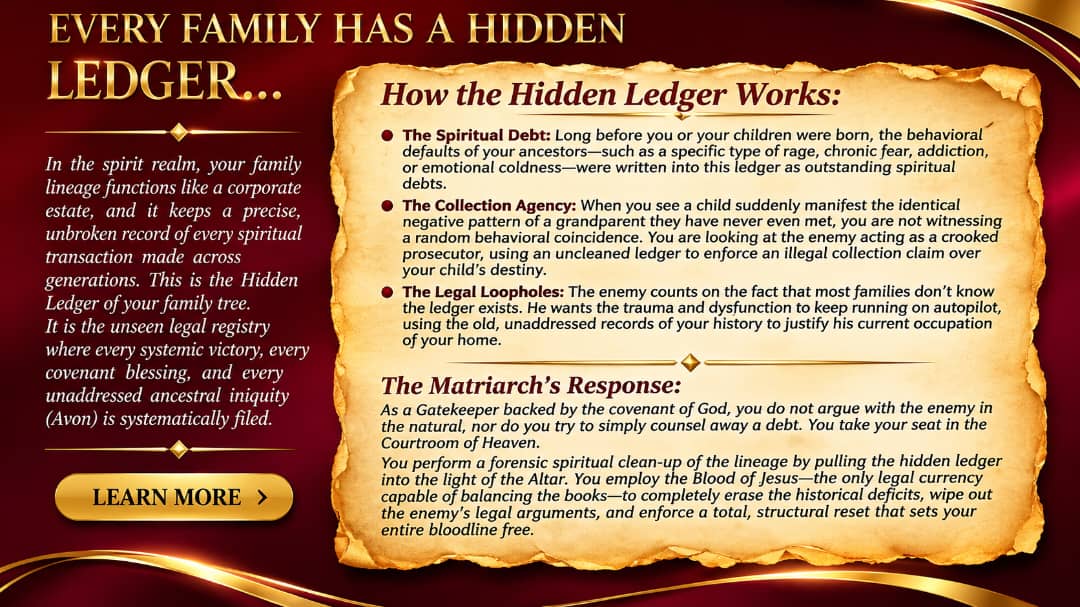 EVERY FAMILY HAS A HIDDEN
LEDGER...
In the spirit realm, your family
lineage functions like a corporate
estate, and it keeps a precise,
unbroken record of every spiritual
transaction made across
generations. This is the Hidden
Ledger of your family tree.
It is the unseen legal registry
where every systemic victory, every
covenant blessing, and every
unaddressed ancestral iniquity
(Avon) is systematically filed.
LEARN MORE >
How the Hidden Ledger Works:
● The Spiritual Debt: Long before you or your children were born, the behavioral
defaults of your ancestors—such as a specific type of rage, chronic fear, addiction,
or emotional coldness—were written into this ledger as outstanding spiritual
debts.
● The Collection Agency: When you see a child suddenly manifest the identical
negative pattern of a grandparent they have never even met, you are not witnessing
a random behavioral coincidence. You are looking at the enemy acting as a crooked
prosecutor, using an uncleaned ledger to enforce an illegal collection claim over
your child's destiny.
● The Legal Loopholes: The enemy counts on the fact that most families don't know
the ledger exists. He wants the trauma and dysfunction to keep running on autopilot,
using the old, unaddressed records of your history to justify his current occupation
of your home.
The Matriarch's Response:
As a Gatekeeper backed by the covenant of God, you do not argue with the enemy in
the natural, nor do you try to simply counsel away a debt. You take your seat in the
Courtroom of Heaven.
You perform a forensic spiritual clean-up of the lineage by pulling the hidden ledger
into the light of the Altar. You employ the Blood of Jesus—the only legal currency
capable of balancing the books—to completely erase the historical deficits, wipe out
the enemy's legal arguments, and enforce a total, structural reset that sets your
entire bloodline free.